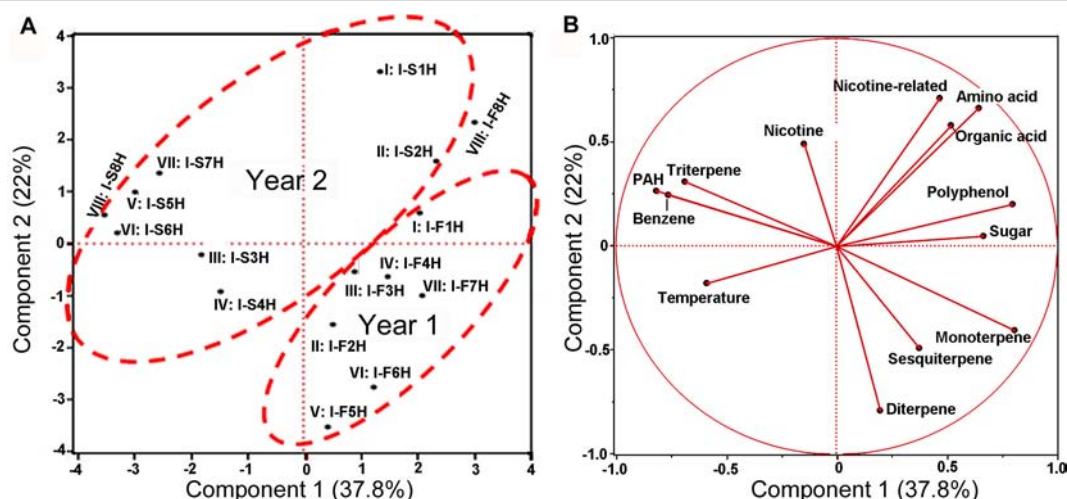 A
4
3
2
1
0
-1
-2
-3
-4
Component 2 (22%)
I: I-S1H
VIII: I-F8H
II: I-S2H
VII: I-S7H
VIII: I-S8H
V: I-S5H
VI: I-S6H
Year 2
I: I-F1H
III: I-S3H
IV: I-F4H
III: I-F3H
VII: I-F7H
IV: I-S4H
Year 1
II: I-F2H
VI: I-F6H
V: I-F5H
-4 -3 -2 -1 0 1 2 3 4
Component 1 (37.8%)
B
1.0
0.5
0
-0.5
-1.0
Component 2 (22%)
Nicotine-related
Amino acid
Organic acid
Nicotine
Triterpene
PAH
Benzene
Polyphenol
Sugar
Temperature
Monoterpene
Sesquiterpene
Diterpene
-1.0 -0.5 0 0.5 1.0
Component 1 (37.8%)